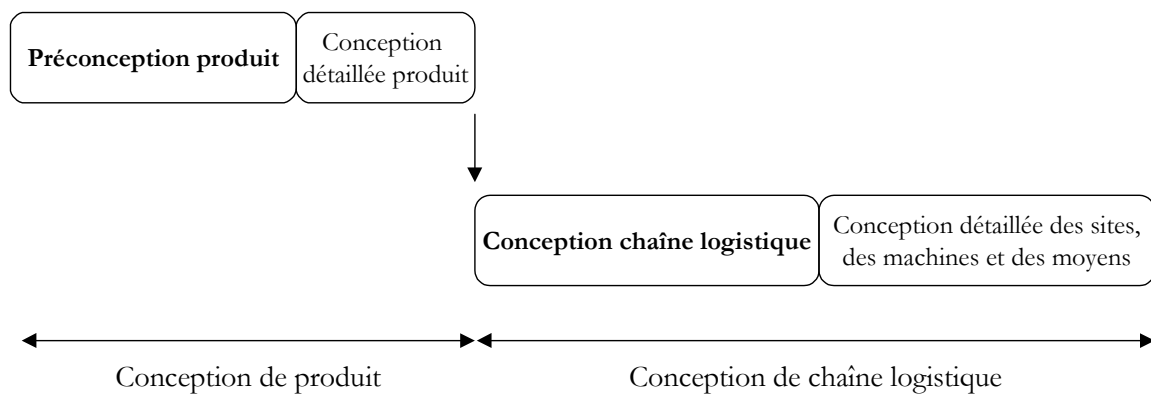 Préconception produit
Conception
détaillée produit
Conception chaîne logistique
Conception détaillée des sites,
des machines et des moyens
Conception de produit
Conception de chaîne logistique